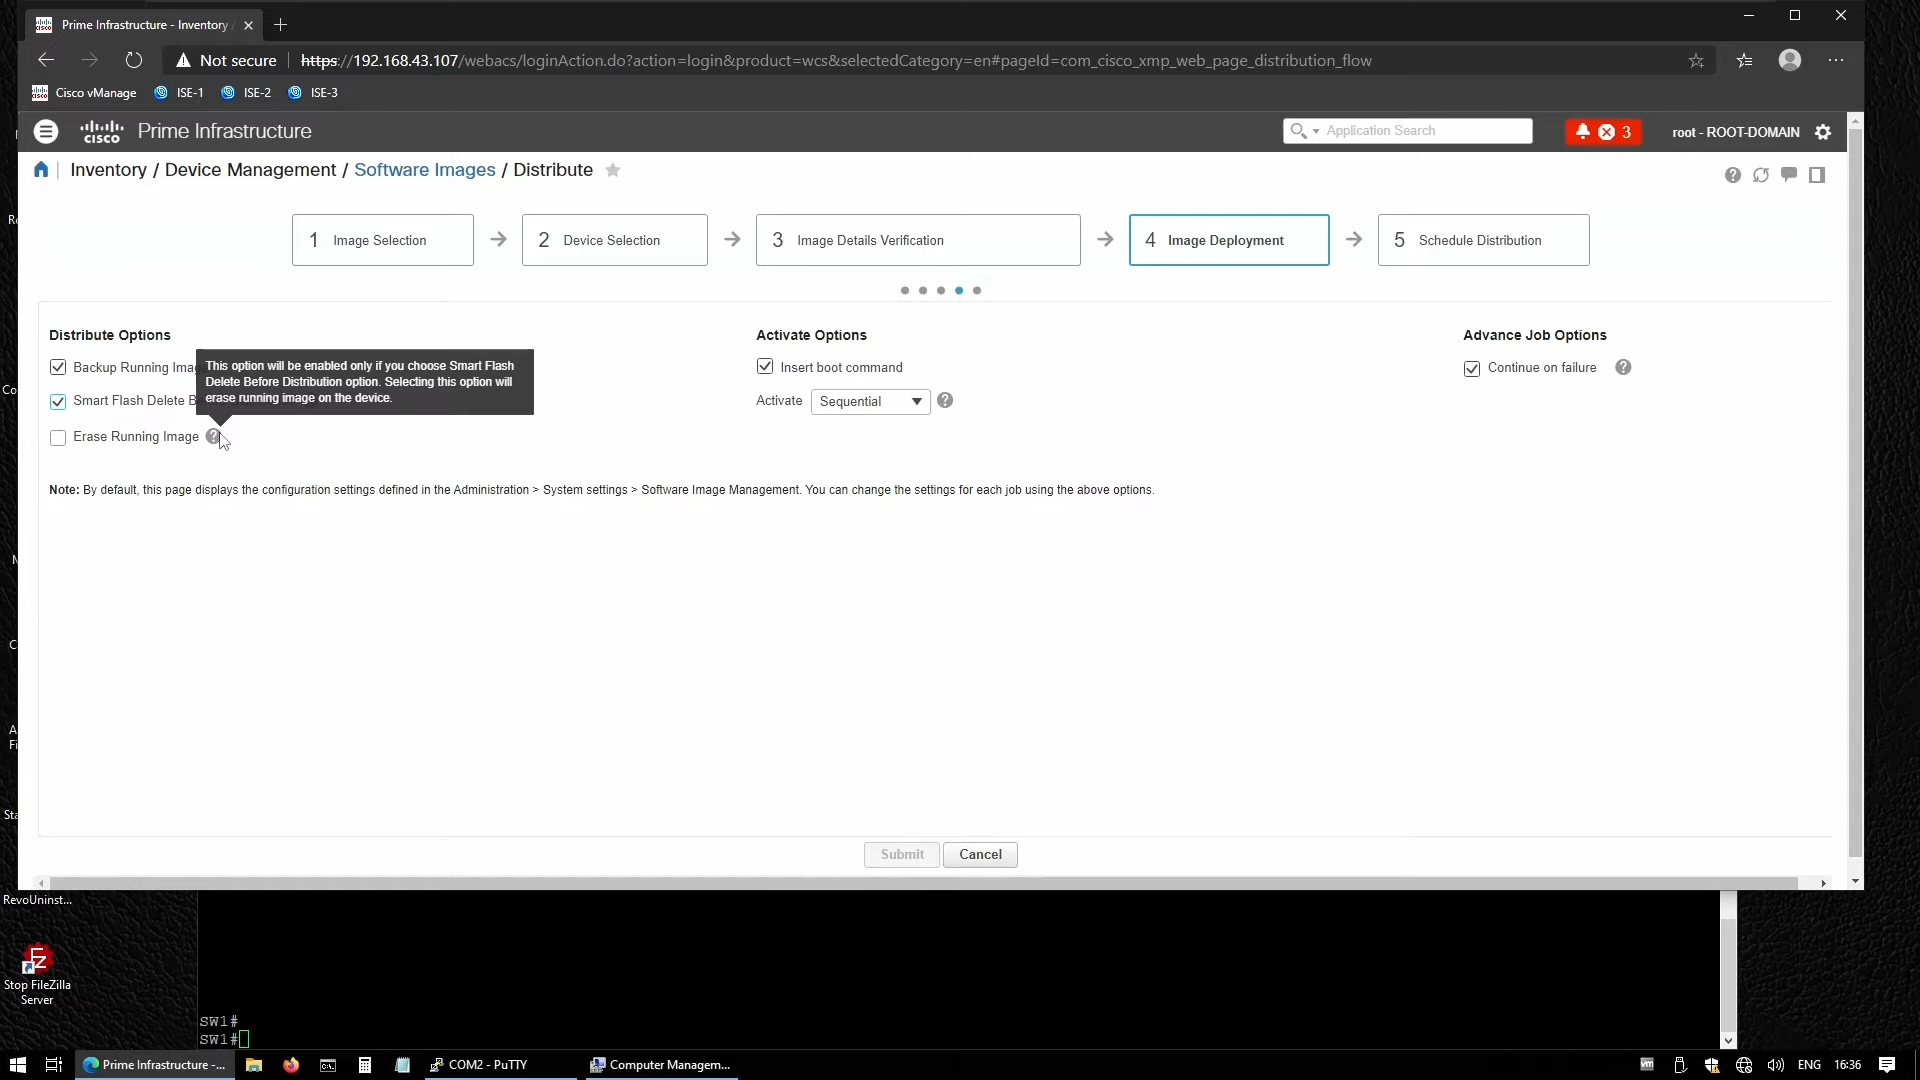 Prime Infrastructure - Inventory
Not secure
https://192.168.43.107/webacs/loginAction.do?action=login&product=wcs&selectedCategory=en#pageId=com_cisco_xmp_web_page_distribution_flow
Cisco vManage ISE-1 ISE-2 ISE-3
cisco Prime Infrastructure
Application Search
3
root - ROOT-DOMAIN
Inventory / Device Management / Software Images / Distribute
1 Image Selection
2 Device Selection
3 Image Details Verification
4 Image Deployment
5 Schedule Distribution
Distribute Options
Backup Running Imag
Smart Flash Delete Be
Erase Running Image
This option will be enabled only if you choose Smart Flash
Delete Before Distribution option. Selecting this option will
erase running image on the device.
Activate Options
Insert boot command
Activate Sequential
Advance Job Options
Continue on failure
Note: By default, this page displays the configuration settings defined in the Administration > System settings > Software Image Management. You can change the settings for each job using the above options.
Submit
Cancel
RevoUninst...
Stop FileZilla
Server
SW1#
SW1#
Prime Infrastructure -...
COM2 - PuTTY
Computer Managem...
ENG
16:36